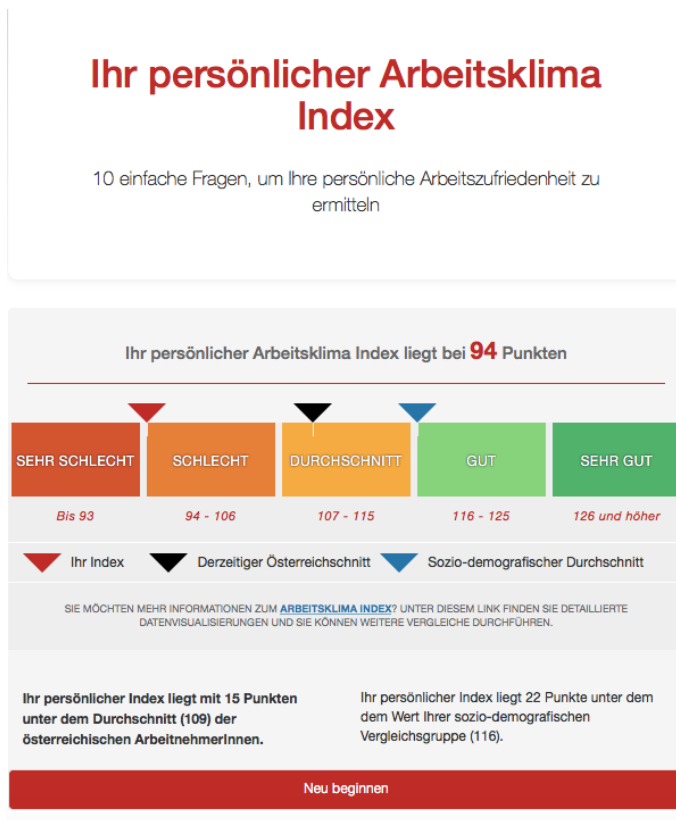 Ihr persönlicher Arbeitsklima
Index
10 einfache Fragen, um Ihre persönliche Arbeitszufriedenheit zu
ermitteln
Ihr persönlicher Arbeitsklima Index liegt bei 94 Punkten
SEHR SCHLECHT SCHLECHT DURCHSCHNITT GUT SEHR GUT
Bis 93 94 - 106 107 - 115 116 - 125 126 und höher
Ihr Index Derzeitiger Österreichschnitt Sozio-demografischer Durchschnitt
SIE MÖCHTEN MEHR INFORMATIONEN ZUM ARBEITSKLIMA INDEX? UNTER DIESEM LINK FINDEN SIE DETAILLIERTE
DATENVISUALISIERUNGEN UND SIE KÖNNEN WEITERE VERGLEICHE DURCHFÜHREN.
Ihr persönlicher Index liegt mit 15 Punkten
unter dem Durchschnitt (109) der
österreichischen ArbeitnehmerInnen.
Ihr persönlicher Index liegt 22 Punkte unter dem
dem Wert Ihrer sozio-demografischen
Vergleichsgruppe (116).
Neu beginnen